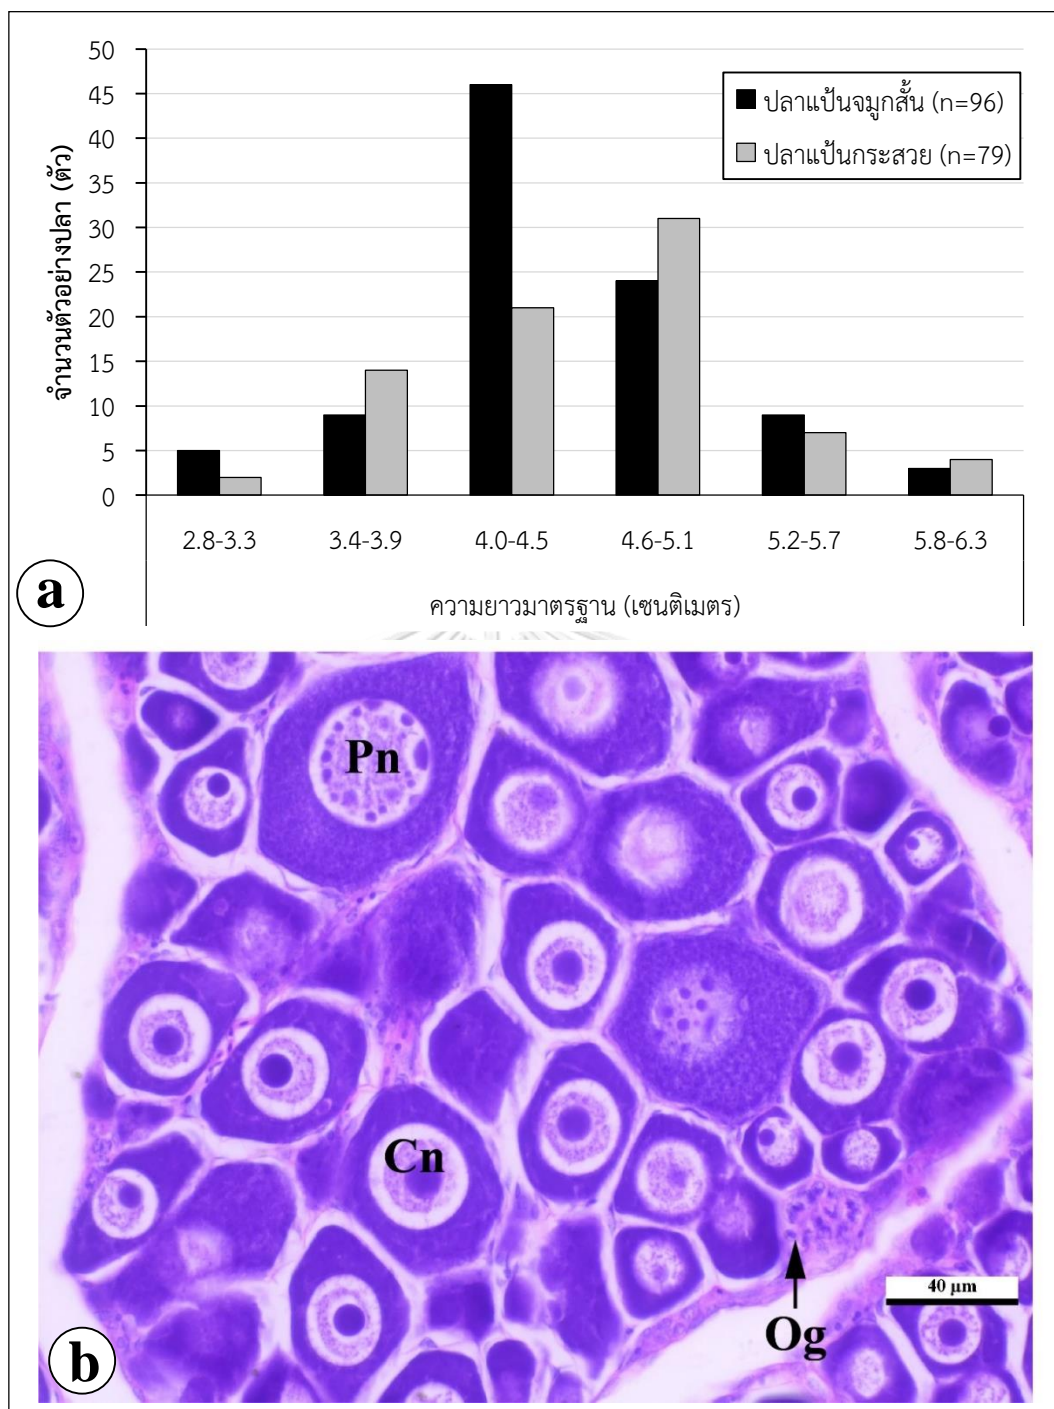 50
45
40
35
30
25
20
15
10
5
0
จำนวนตัวอย่างปลา (ตัว)
ปลาแป้นจมูกสั้น (n=96)
ปลาแป้นกระสวย (n=79)
2.8-3.3 3.4-3.9 4.0-4.5 4.6-5.1 5.2-5.7 5.8-6.3
ความยาวมาตรฐาน (เซนติเมตร)
a
Pn
Cn
40 µm
Og
b